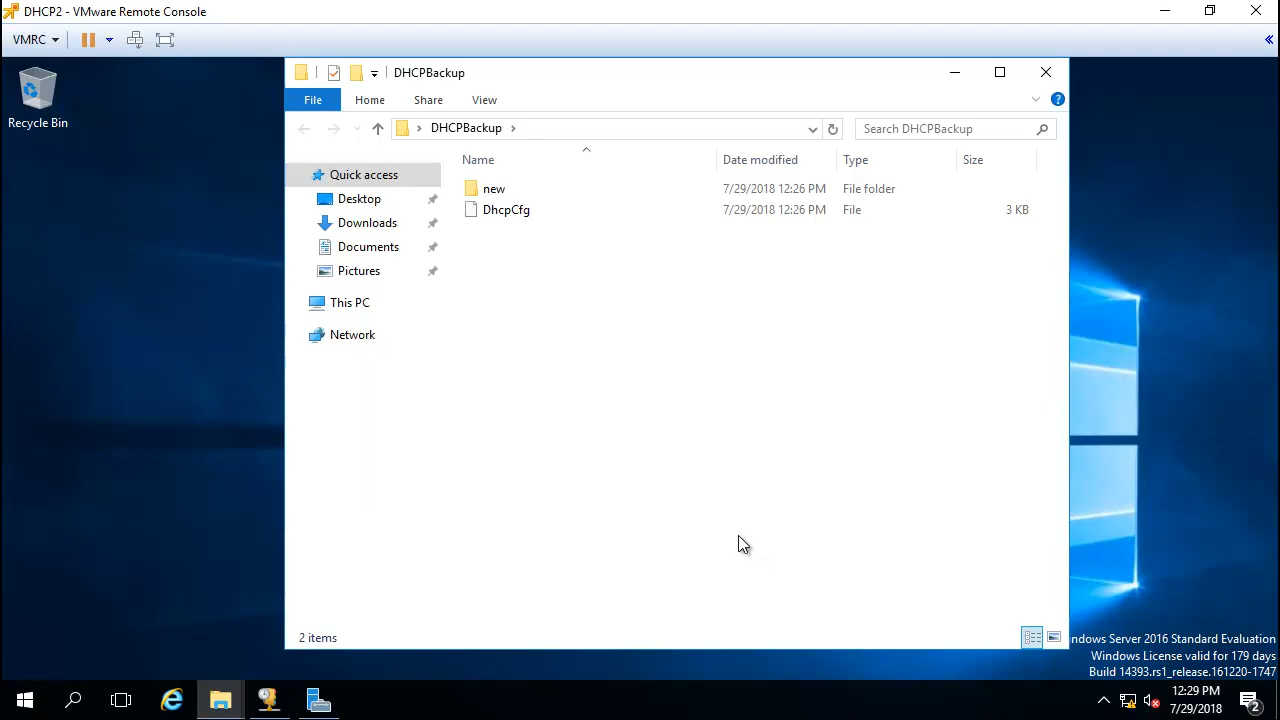 DHCP2 - VMware Remote Console
VMRC
Recycle Bin
DHCPBackup
File Home Share View
DHCPBackup
Search DHCPBackup
Name Date modified Type Size
new 7/29/2018 12:26 PM File folder
DhcpCfg 7/29/2018 12:26 PM File 3 KB
Quick access
Desktop
Downloads
Documents
Pictures
This PC
Network
2 items
ndows Server 2016 Standard Evaluation
Windows License valid for 179 days
Build 14393.rs1_release.161220-1747
12:29 PM
7/29/2018
2